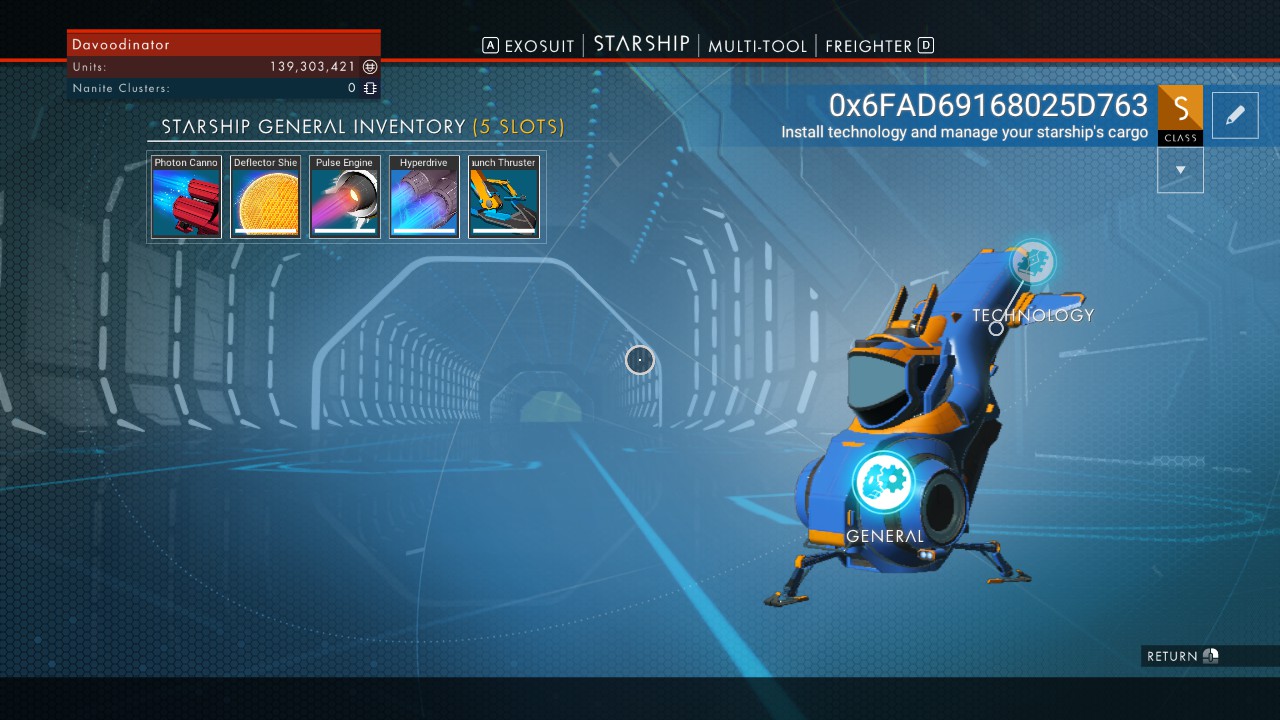 Davoodinator
Units: 139,303,421
Nanite Clusters: 0
A EXOSUIT STARSHIP MULTI-TOOL FREIGHTER D
0x6FAD69168025D763
Install technology and manage your starship's cargo
S
CLASS
STARSHIP GENERAL INVENTORY (5 SLOTS)
Photon Canno Deflector Shie Pulse Engine Hyperdrive aunch Thruster
TECHNOLOGY
GENERAL
RETURN